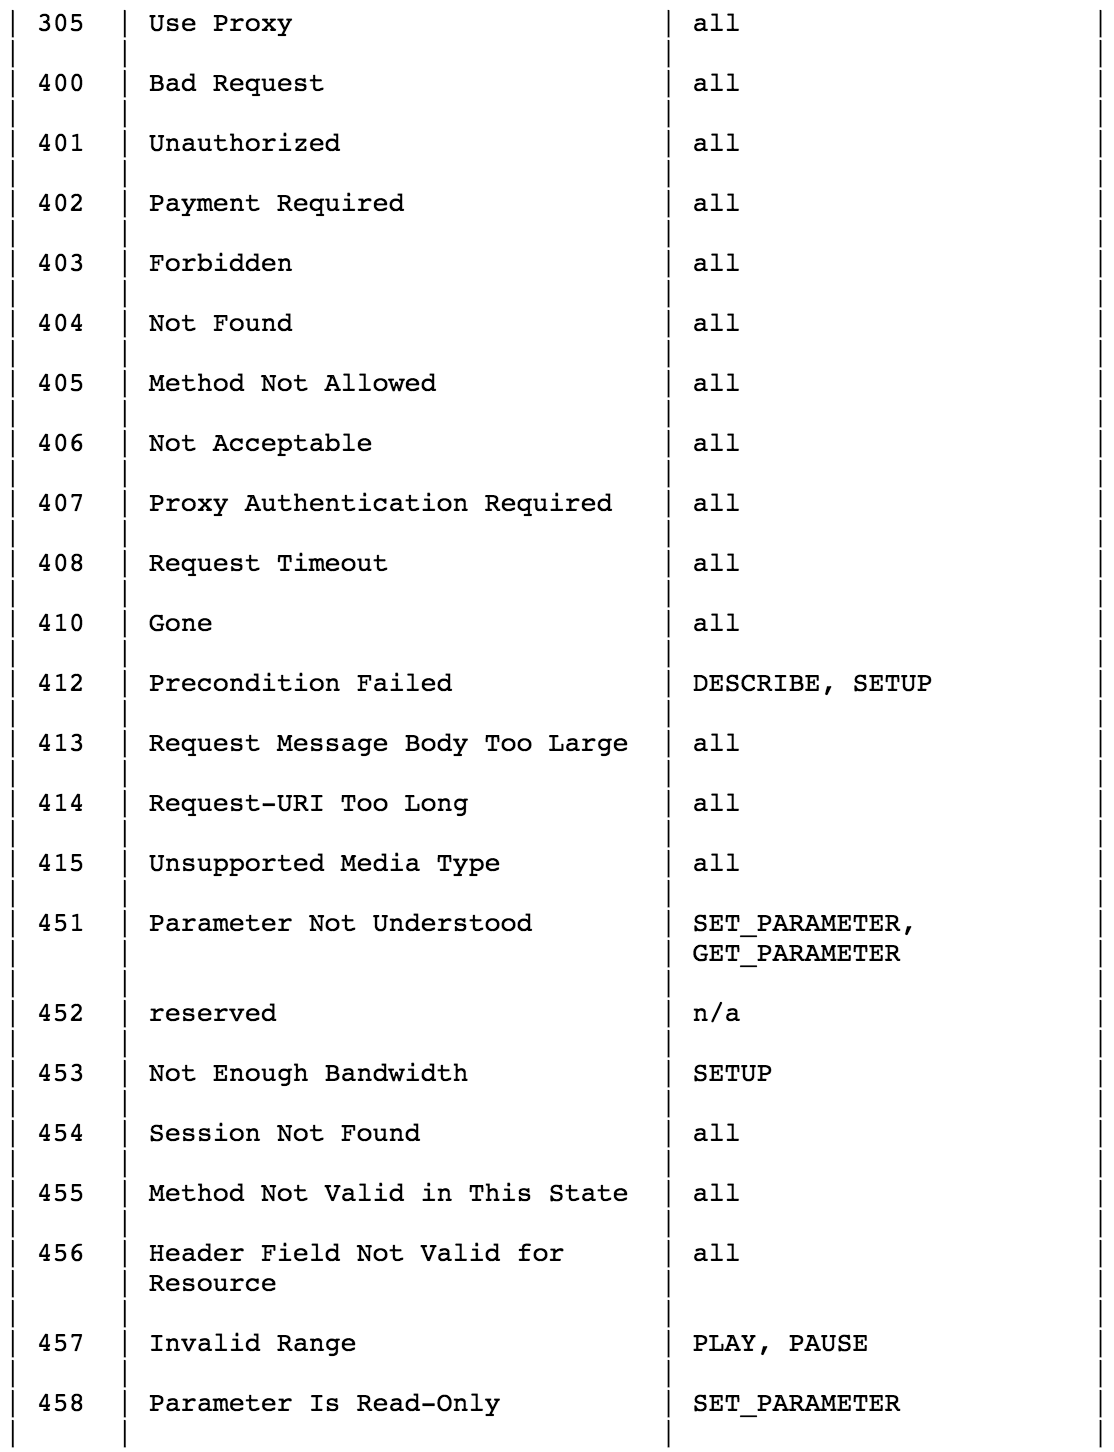 305 Use Proxy all
400 Bad Request all
401 Unauthorized all
402 Payment Required all
403 Forbidden all
404 Not Found all
405 Method Not Allowed all
406 Not Acceptable all
407 Proxy Authentication Required all
408 Request Timeout all
410 Gone all
412 Precondition Failed DESCRIBE, SETUP
413 Request Message Body Too Large all
414 Request-URI Too Long all
415 Unsupported Media Type all
451 Parameter Not Understood SET_PARAMETER,
GET_PARAMETER
452 reserved n/a
453 Not Enough Bandwidth SETUP
454 Session Not Found all
455 Method Not Valid in This State all
456 Header Field Not Valid for all
Resource
457 Invalid Range PLAY, PAUSE
458 Parameter Is Read-Only SET_PARAMETER